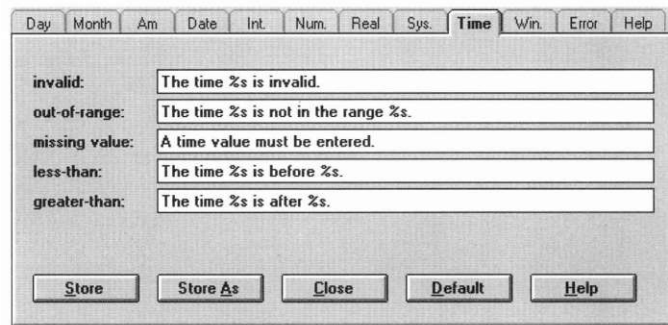 Day Month Am Date Int. Num. Real Sys. Time Win. Error Help
invalid: The time %s is invalid.
out-of-range: The time %s is not in the range %s.
missing value: A time value must be entered.
less-than: The time %s is before %s.
greater-than: The time %s is after %s.
Store Store As Close Default Help